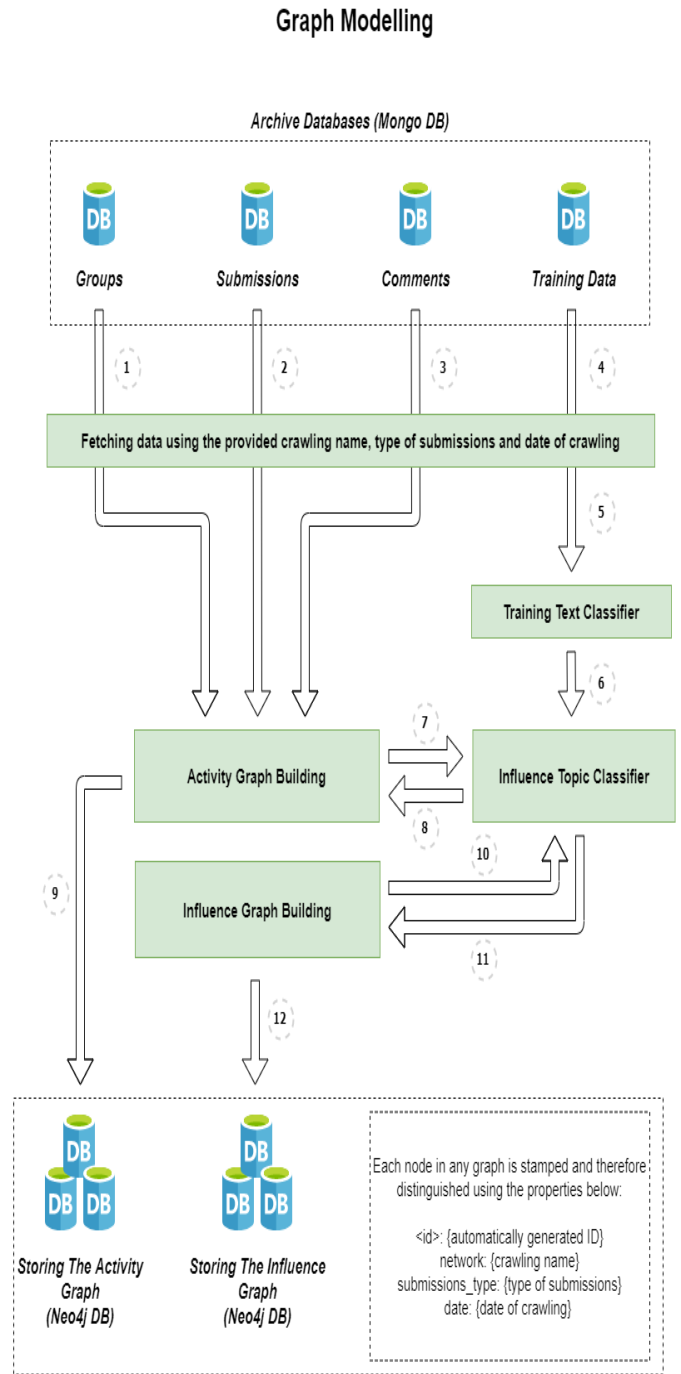 Graph Modelling
Archive Databases (Mongo DB)
DB
DB
DB
DB
Groups
Submissions
Comments
Training Data
1
2
3
4
Fetching data using the provided crawling name, type of submissions and date of crawling
5
Training Text Classifier
6
7
Activity Graph Building
Influence Topic Classifier
8
10
9
Influence Graph Building
11
12
DB
DB DB
DB
DB DB
Storing The Activity
Graph
(Neo4j DB)
Storing The Influence
Graph
(Neo4j DB)
Each node in any graph is stamped and therefore
distinguished using the properties below:
<id>: {automatically generated ID}
network: {crawling name}
submissions_type: {type of submissions}
date: {date of crawling}